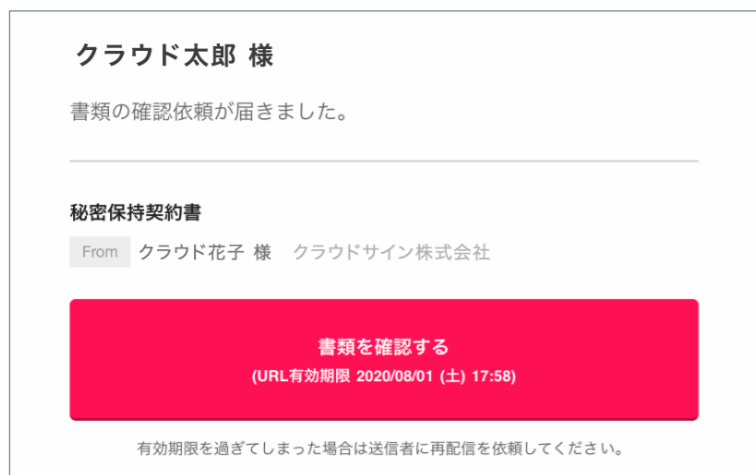 クラウド太郎 様
書類の確認依頼が届きました。
秘密保持契約書
From クラウド花子 様 クラウドサイン株式会社
書類を確認する
(URL有効期限 2020/08/01 (土) 17:58)
有効期限を過ぎてしまった場合は送信者に再配信を依頼してください。